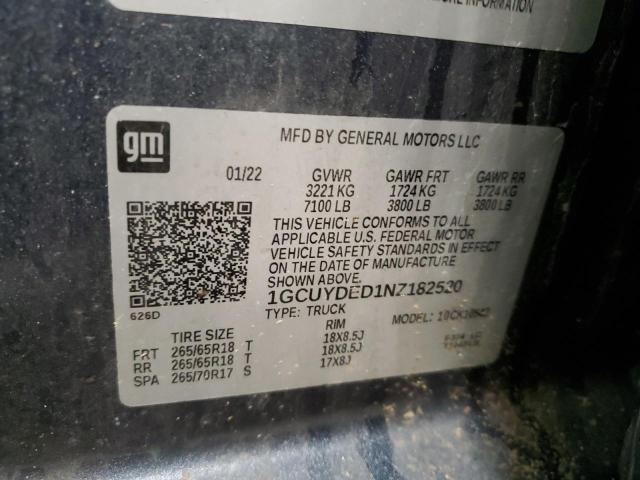 INFORMATION
gm
MFD BY GENERAL MOTORS LLC
01/22 GVWR GAWR FRT GAWR RR
3221 KG 1724 KG 1724 KG
7100 LB 3800 LB 3800 LB
THIS VEHICLE CONFORMS TO ALL
APPLICABLE U.S. FEDERAL MOTOR
VEHICLE SAFETY STANDARDS IN EFFECT
ON THE DATE OF MANUFACTURE
SHOWN ABOVE.
1GCUYDED1NZ182530
626D
TYPE: TRUCK MODEL:
TIRE SIZE RIM
FRT 265/65R18 T 18X8.5J
RR 265/65R18 T 18X8.5J
SPA 265/70R17 S 17X8J